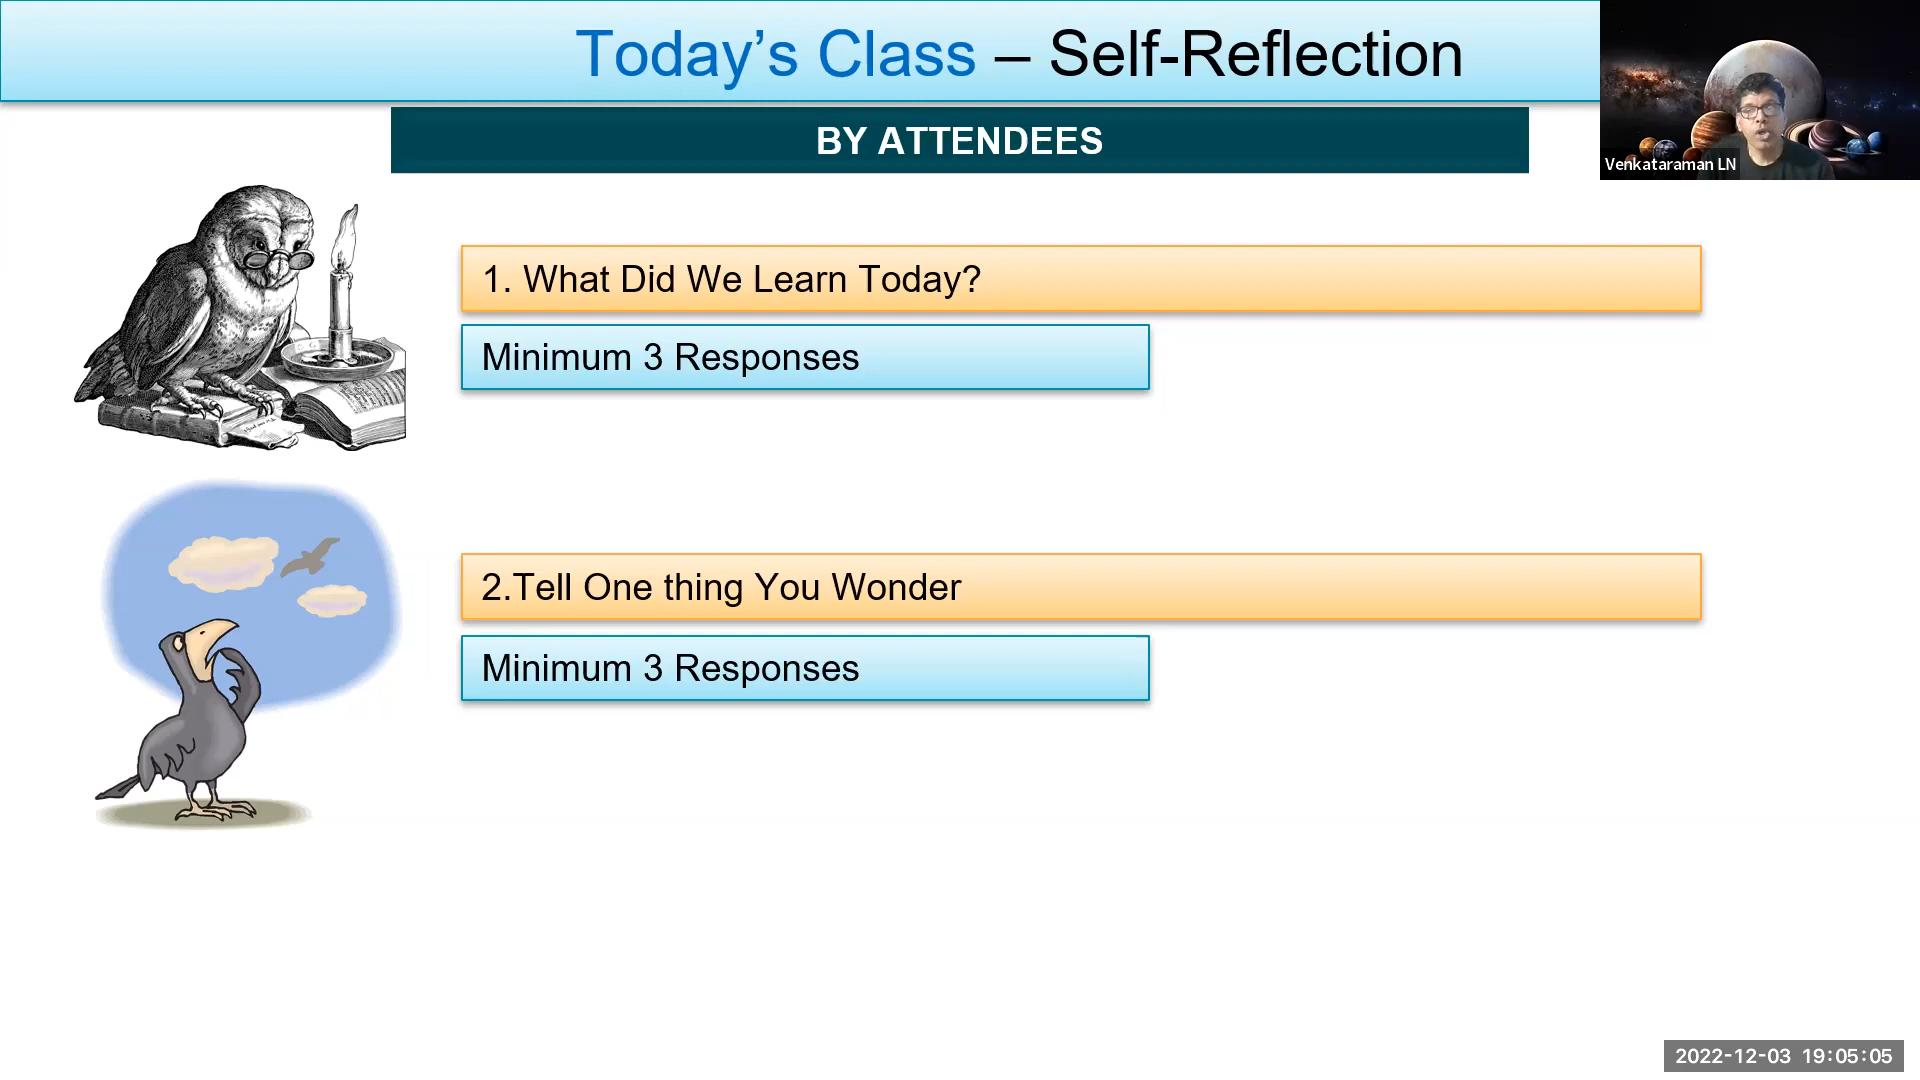 Today’s Class – Self-Reflection
Venkataraman LN
BY ATTENDEES
1. What Did We Learn Today?
Minimum 3 Responses
2.Tell One thing You Wonder
Minimum 3 Responses
2022-12-03 19:05:05